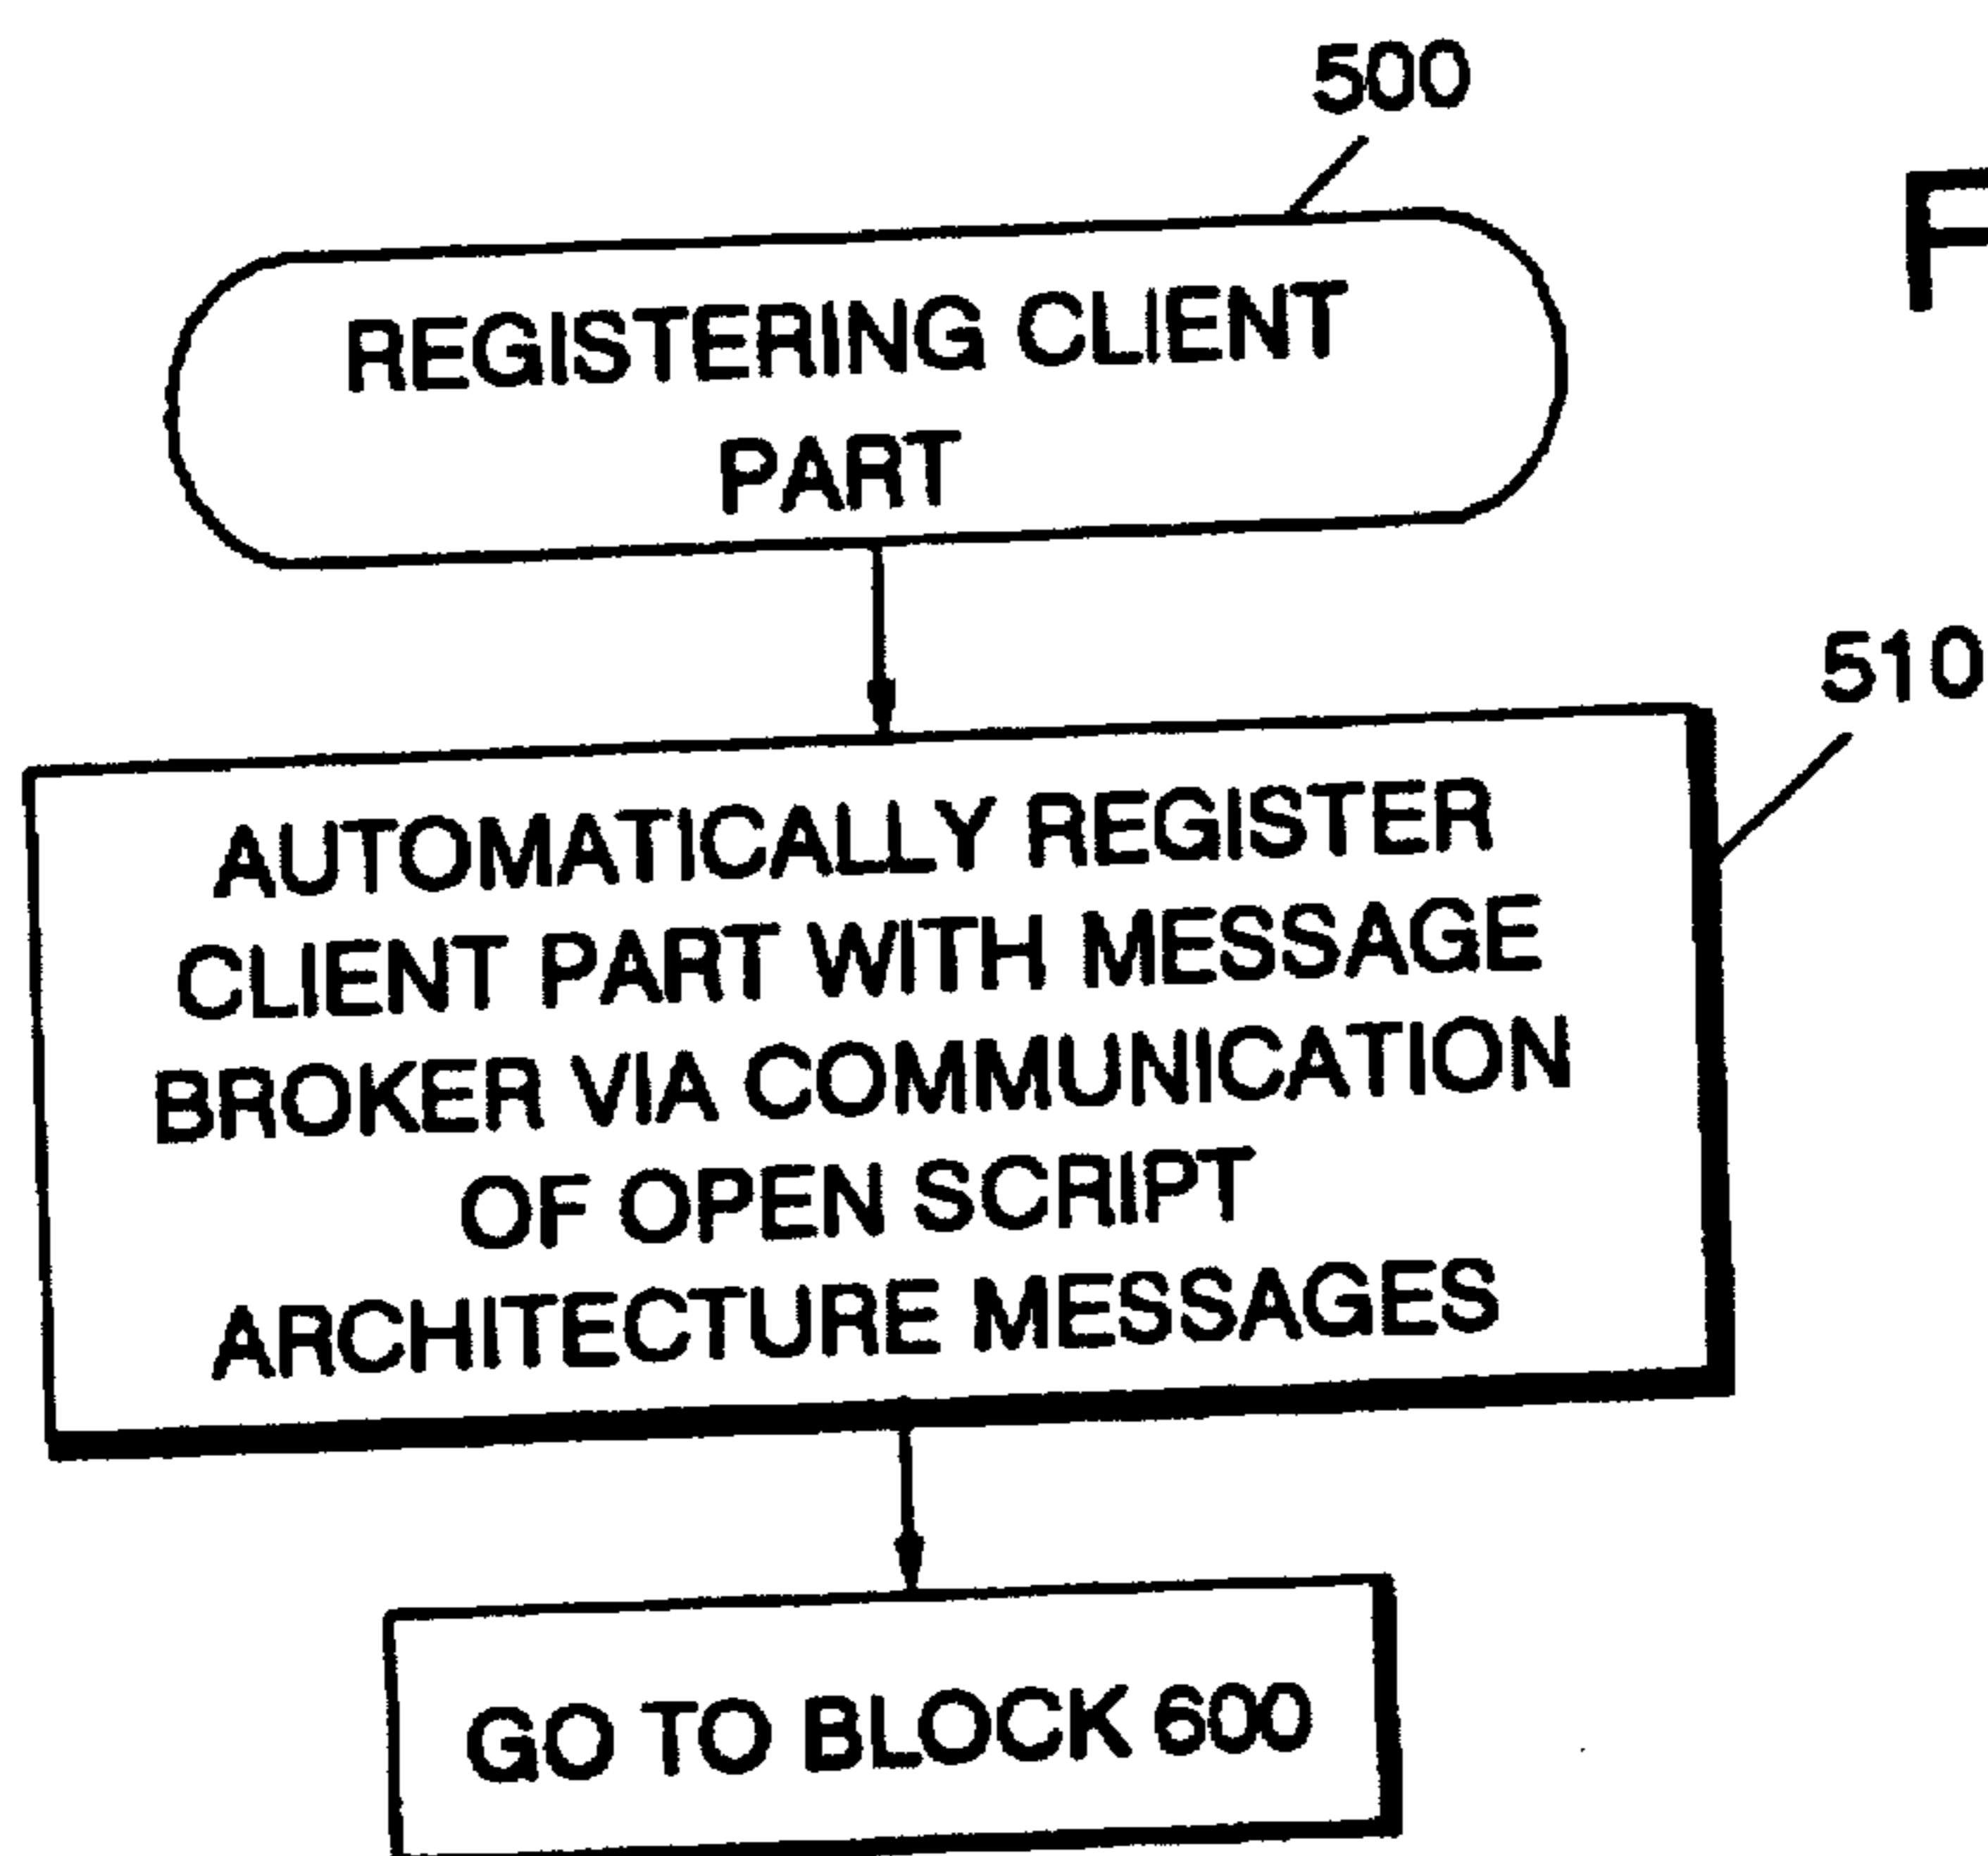 500
REGISTERING CLIENT
PART
510
AUTOMATICALLY REGISTER
CLIENT PART WITH MESSAGE
BROKER VIA COMMUNICATION
OF OPEN SCRIPT
ARCHITECTURE MESSAGES
GO TO BLOCK 600